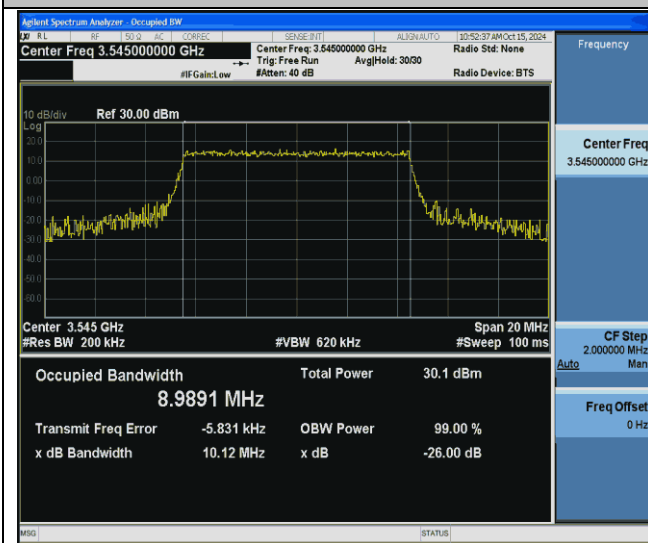 Agilent Spectrum Analyzer - Occupied BW
RL RF 50 Ω AC CORREC SENSE:INT ALIGN AUTO 10:52:37 AM Oct 15, 2024
Center Freq 3.545000000 GHz
Center Freq: 3.545000000 GHz
Radio Std: None
Trig: Free Run Avg|Hold: 30/30
#IFGain:Low
#Atten: 40 dB
Radio Device: BTS
Frequency
10 dB/div
Ref 30.00 dBm
Log
20.0
10.0
0.00
-10.0
-20.0
-30.0
-40.0
-50.0
-60.0
Center Freq
3.545000000 GHz
Center 3.545 GHz
Span 20 MHz
#Res BW 200 kHz
#VBW 620 kHz
#Sweep 100 ms
CF Step
2.000000 MHz
Auto Man
Occupied Bandwidth
8.9891 MHz
Total Power 30.1 dBm
Transmit Freq Error -5.831 kHz
OBW Power 99.00 %
x dB Bandwidth 10.12 MHz
x dB -26.00 dB
Freq Offset
0 Hz
MSG
STATUS